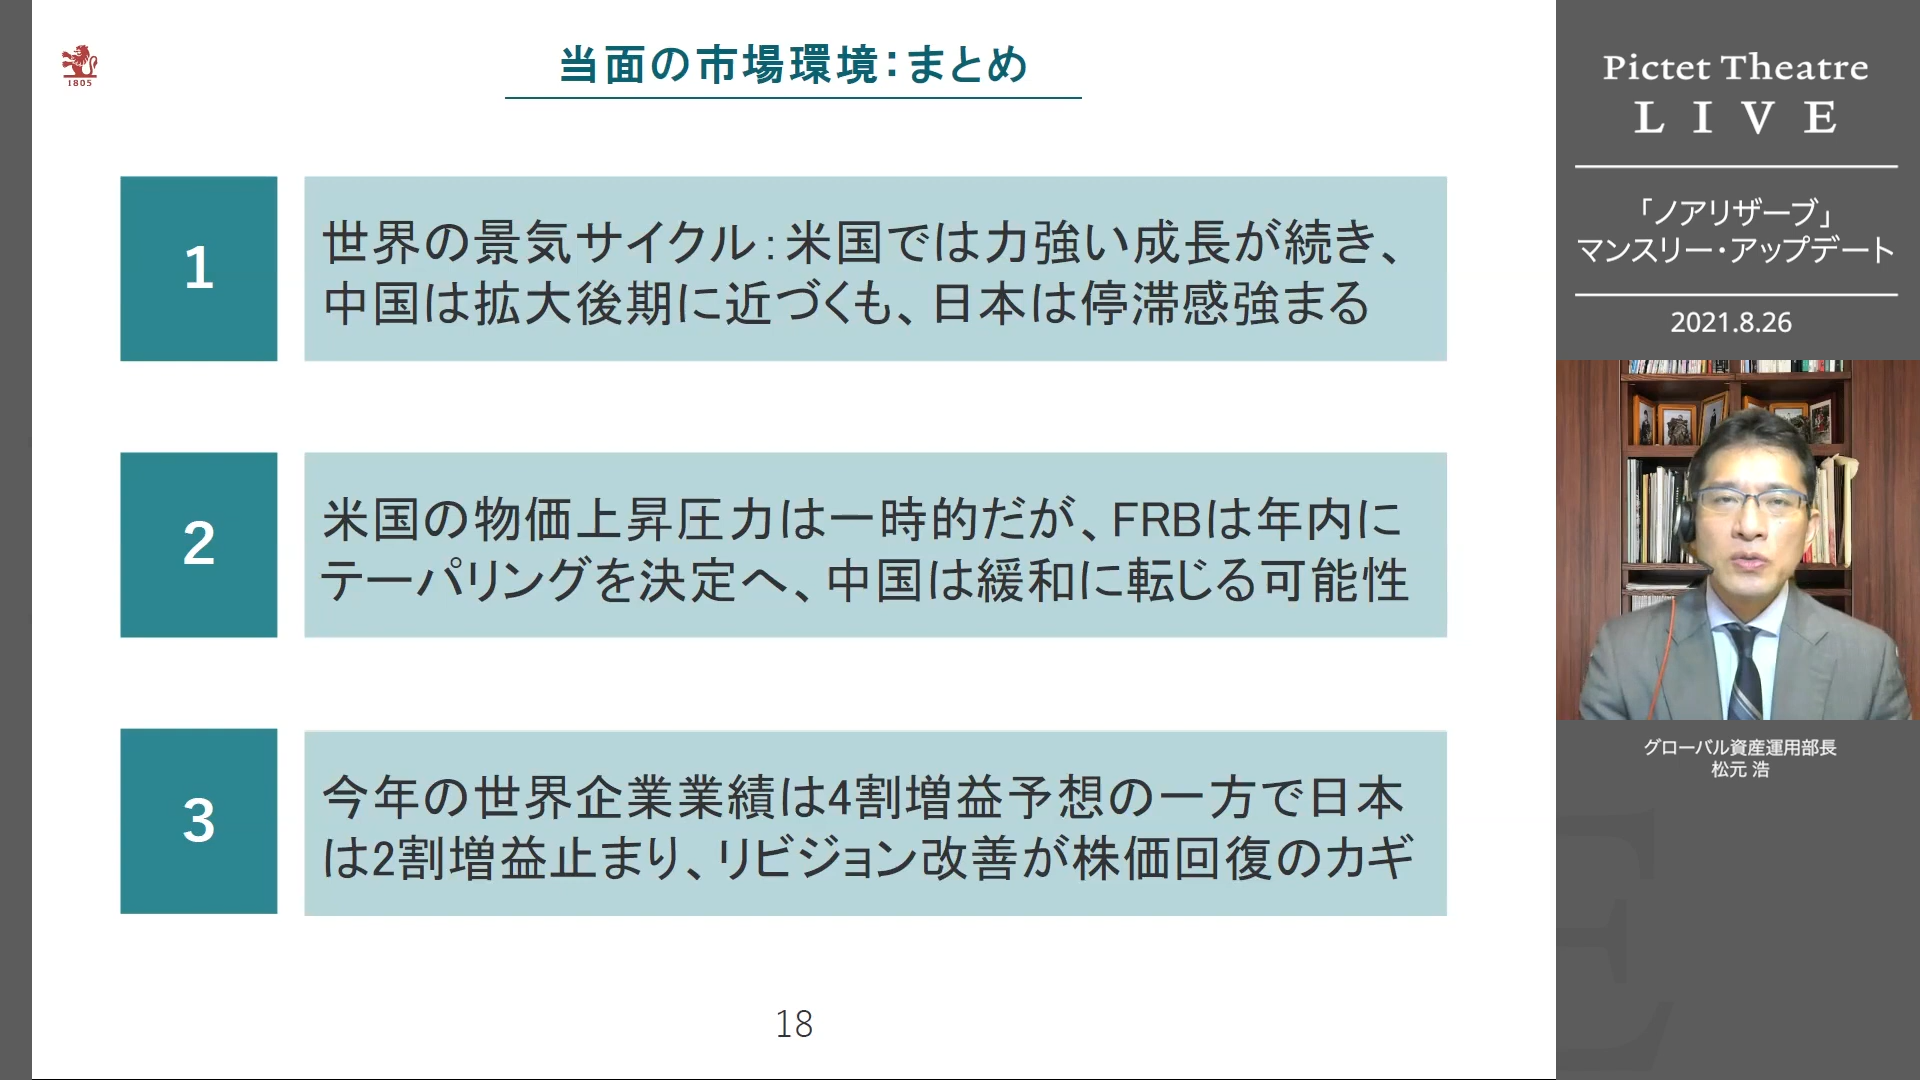 1805
当面の市場環境：まとめ
1
世界の景気サイクル：米国では力強い成長が続き、
中国は拡大後期に近づくも、日本は停滞感強まる
2
米国の物価上昇圧力は一時的だが、FRBは年内に
テーパリングを決定へ、中国は緩和に転じる可能性
3
今年の世界企業業績は4割増益予想の一方で日本
は2割増益止まり、リビジョン改善が株価回復のカギ
18
Pictet Theatre
LIVE
「ノアリザーブ」
マンスリー・アップデート
2021.8.26
グローバル資産運用部長
松元 浩
E